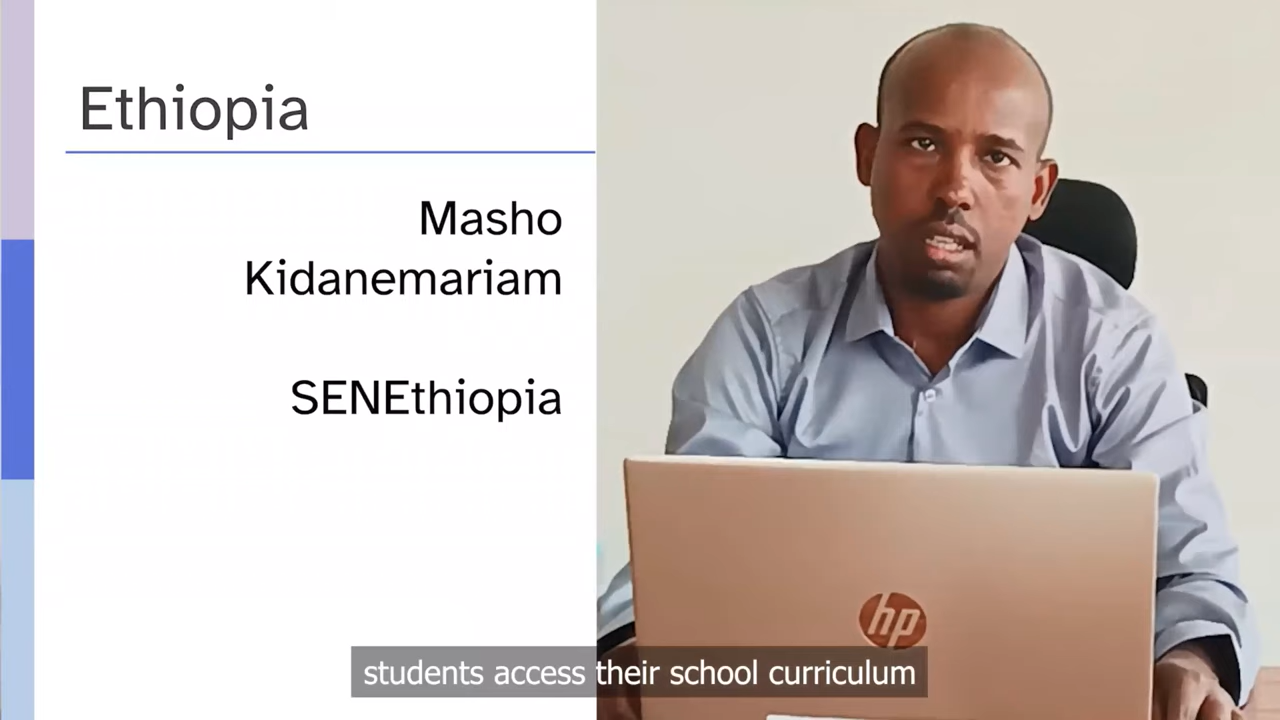 Ethiopia
Masho
Kidanemariam
SENEthiopia
hp
students access their school curriculum